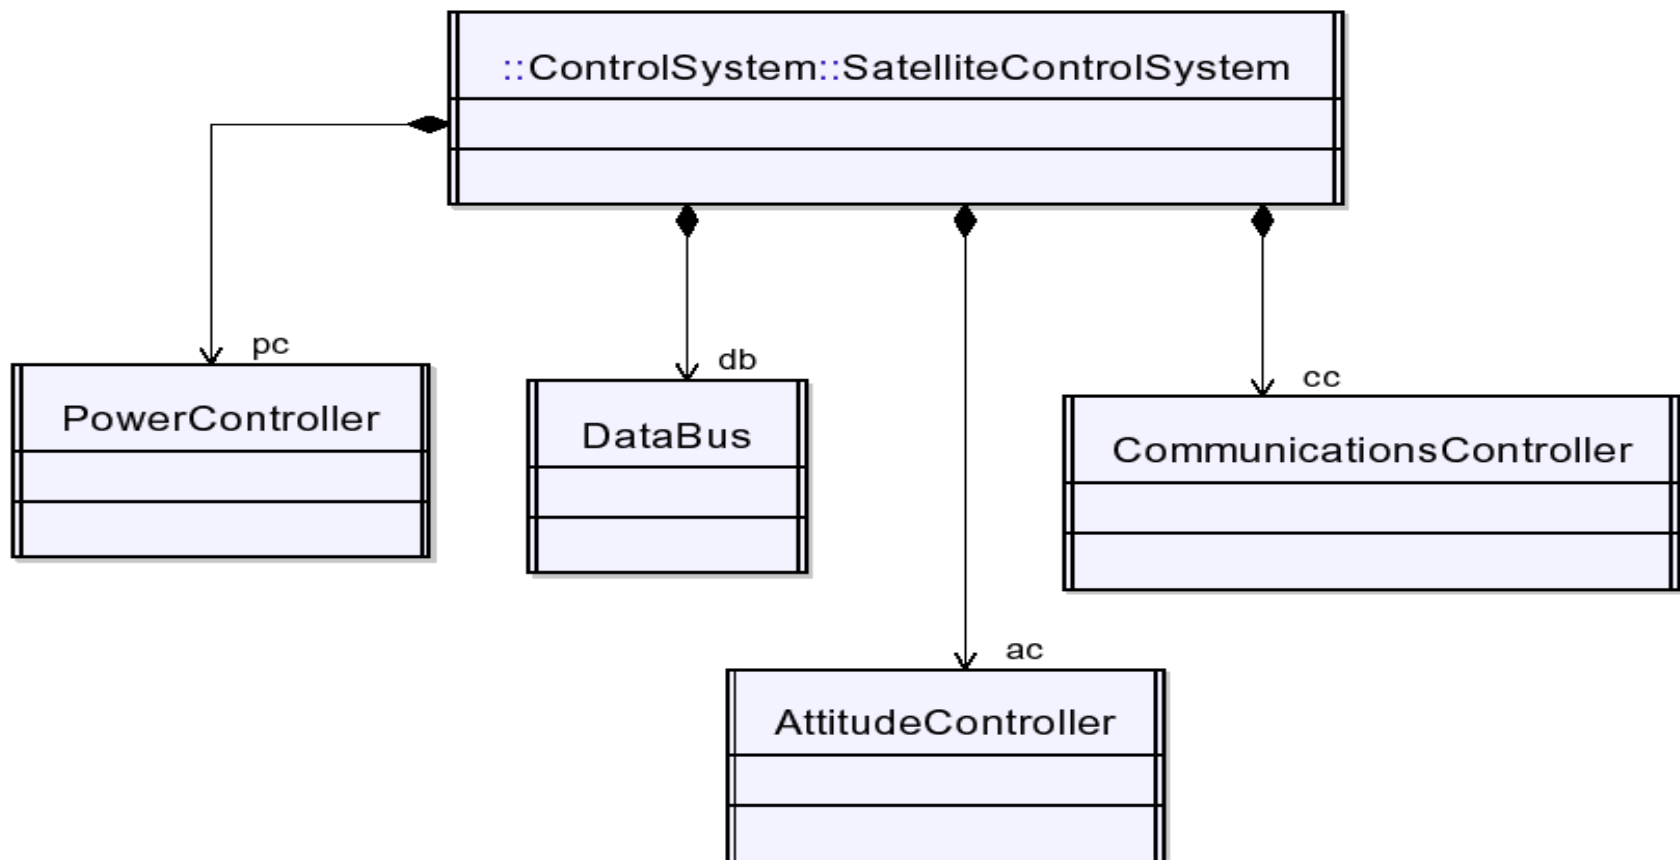 ::ControlSystem::SatelliteControlSystem
pc
PowerController
db
DataBus
cc
CommunicationsController
ac
AttitudeController